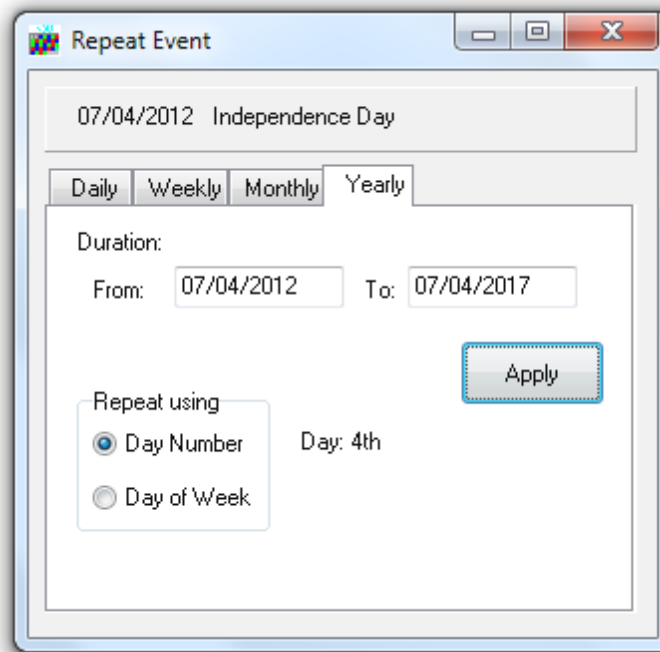 Repeat Event
07/04/2012 Independence Day
Daily Weekly Monthly Yearly
Duration:
From: 07/04/2012 To: 07/04/2017
Apply
Repeat using
Day Number Day: 4th
Day of Week